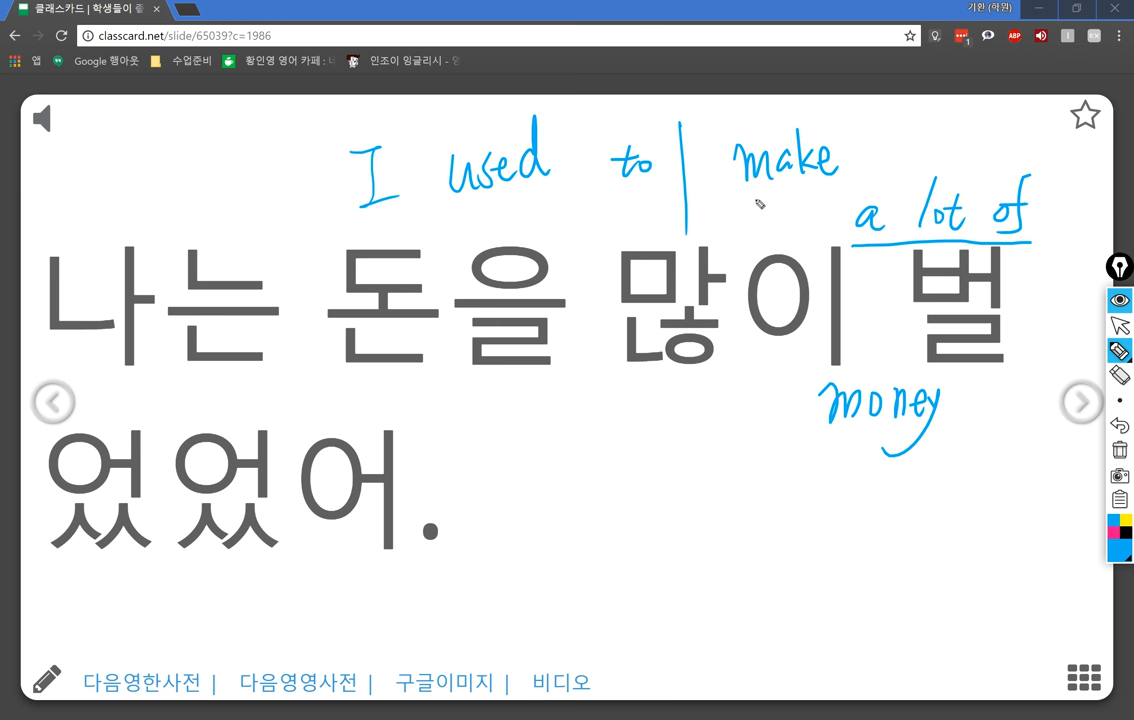 클래스카드 | 학생들이 즐
기환 (학원)
classcard.net/slide/65039?c=1986
앱 Google 행아웃 수업준비 황인영 영어 카페 : 네 인조이 잉글리시 - 영
I used to | make
a lot of
나는 돈을 많이 벌
money
었었어.
다음영한사전 | 다음영영사전 | 구글이미지 | 비디오